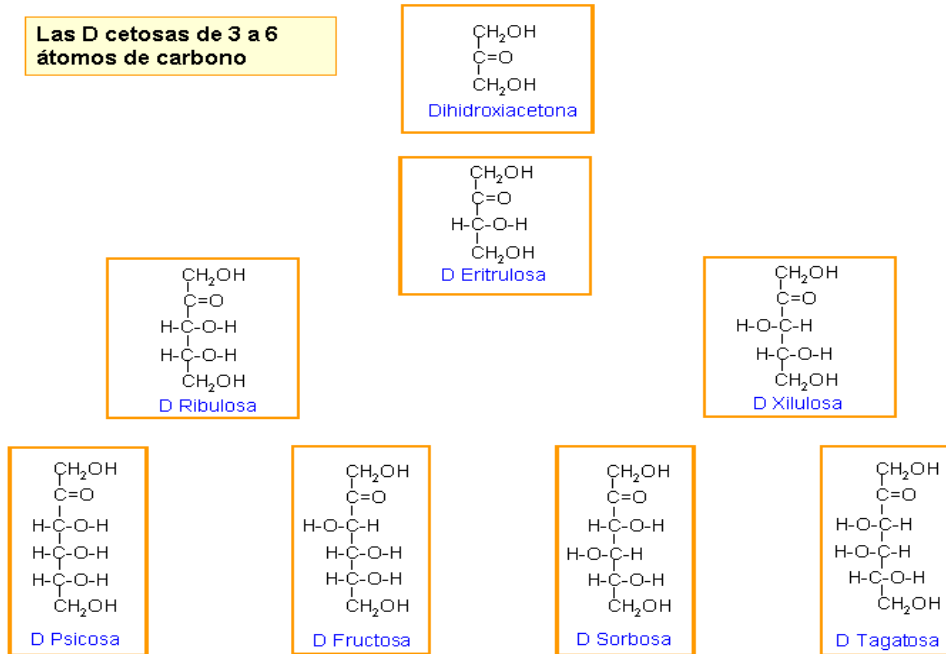 Las D cetosas de 3 a 6
átomos de carbono
CH2OH
C=O
CH2OH
Dihidroxiacetona
CH2OH
C=O
H-C-O-H
CH2OH
D Eritrulosa
CH2OH
C=O
H-C-O-H
H-C-O-H
CH2OH
D Ribulosa
CH2OH
C=O
H-O-C-H
H-C-O-H
CH2OH
D Xilulosa
CH2OH
C=O
H-C-O-H
H-C-O-H
H-C-O-H
CH2OH
D Psicosa
CH2OH
C=O
H-O-C-H
H-C-O-H
H-C-O-H
CH2OH
D Fructosa
CH2OH
C=O
H-C-O-H
H-O-C-H
H-C-O-H
CH2OH
D Sorbosa
CH2OH
C=O
H-O-C-H
H-O-C-H
H-C-O-H
CH2OH
D Tagatosa